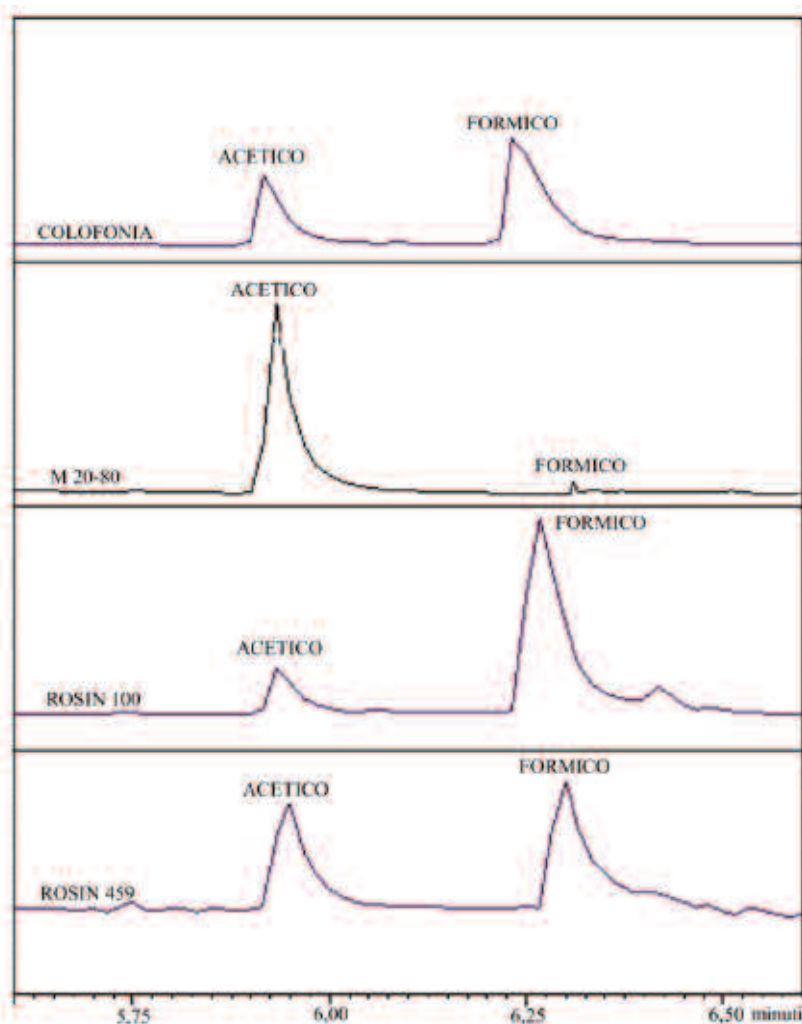 FORMICO
ACETICO
COLOFONIA
ACETICO
M 20-80
FORMICO
FORMICO
ACETICO
ROSIN 100
FORMICO
ACETICO
ROSIN 459
5,75 6,00 6,25 6,50 minuti